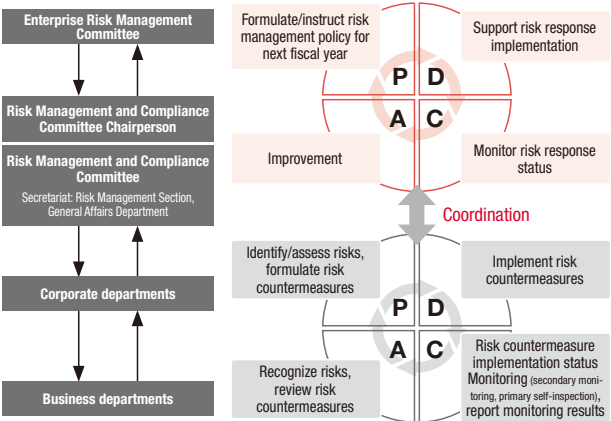 Enterprise Risk Management
Committee
Risk Management and Compliance
Committee Chairperson
Risk Management and Compliance
Committee
Secretariat: Risk Management Section,
General Affairs Department
Corporate departments
Business departments
Formulate/instruct risk
management policy for
next fiscal year
Support risk response
implementation
P D
A C
Improvement
Monitor risk response
status
Coordination
Identify/assess risks,
formulate risk
countermeasures
Implement risk
countermeasures
P D
A C
Recognize risks,
review risk
countermeasures
Risk countermeasure
implementation status
Monitoring (secondary moni-
toring, primary self-inspection),
report monitoring results